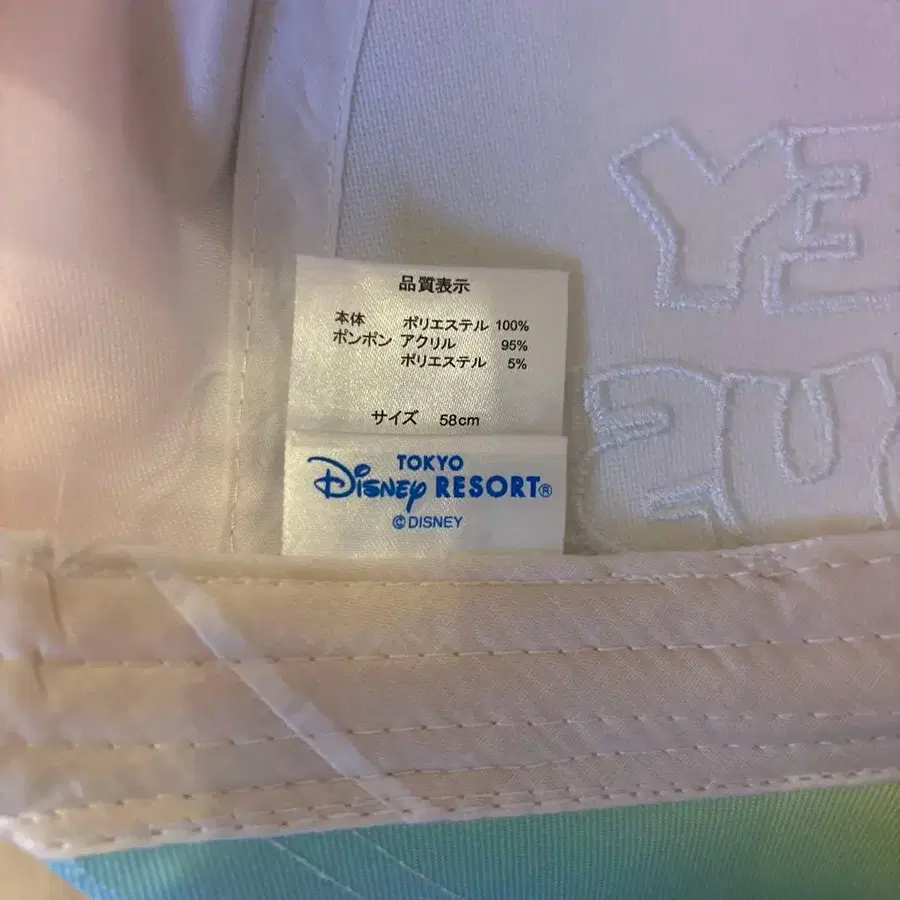 品質表示
本体 ポリエステル 100%
ポンポン アクリル 95%
ポリエステル 5%
サイズ 58cm
TOKYO
Disney RESORT®
©DISNEY
YE